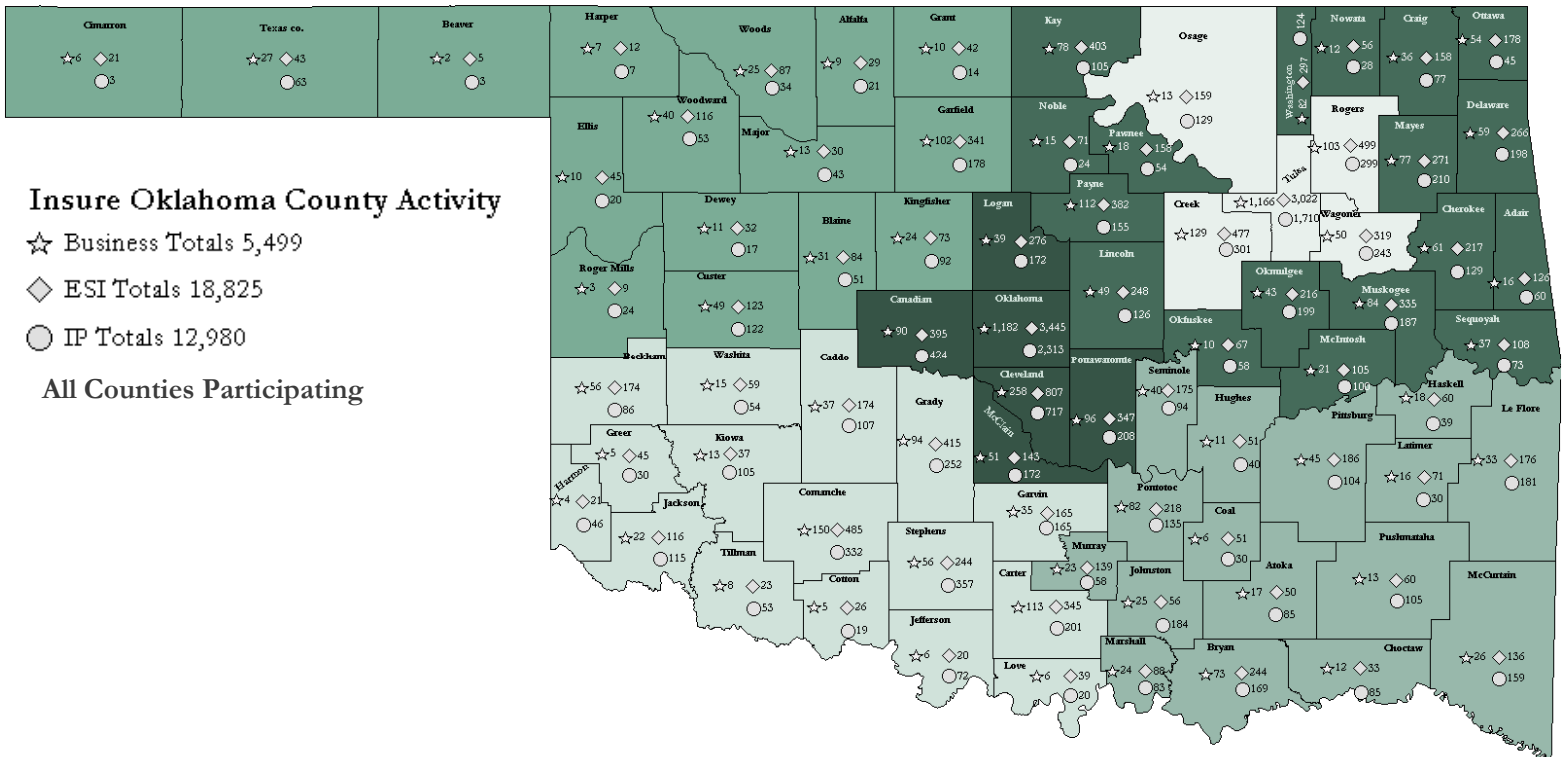 Cimarron
6 21
3
Texas co.
27 43
63
Beaver
2 5
3
Harper
7 12
7
Woods
25 87
34
Alfalfa
9 29
21
Grant
10 42
14
Kay
78 403
105
Osage
13 159
129
Washington
82 297 124
Nowata
12 56
28
Craig
36 158
77
Ottawa
54 178
45
Ellis
10 45
20
Woodward
40 116
53
Major
13 30
43
Garfield
102 341
178
Noble
15 71
24
Pawnee
18 158
54
Rogers
103 499
299
Mayes
77 271
210
Delaware
59 266
198
Insure Oklahoma County Activity
Business Totals 5,499
ESI Totals 18,825
IP Totals 12,980
All Counties Participating
Roger Mills
3 9
24
Dewey
11 32
17
Custer
49 123
122
Blaine
31 84
51
Kingfisher
24 73
92
Logan
39 276
172
Payne
112 382
155
Lincoln
49 248
126
Creek
129 477
301
Tulsa
1,166 3,022
1,710
Wagoner
50 319
243
Cherokee
61 217
129
Adair
16 126
60
Canadian
90 395
424
Oklahoma
1,182 3,445
2,313
Okfuskee
10 67
58
Okmulgee
43 216
199
Muskogee
84 335
187
McIntosh
21 105
100
Sequoyah
37 108
73
Beckham
56 174
86
Washita
15 59
54
Caddo
37 174
107
Grady
94 415
252
Cleveland
258 807
717
McClain
51 143
172
Pottawatomie
96 347
208
Seminole
40 175
94
Hughes
11 51
40
Pittsburg
45 186
104
Haskell
18 60
39
Latimer
16 71
30
Le Flore
33 176
181
Harmon
4 21
46
Greer
5 45
30
Kiowa
13 37
105
Jackson
22 116
115
Tillman
8 23
53
Comanche
150 485
332
Cotton
5 26
19
Stephens
56 244
357
Jefferson
6 20
72
Garvin
35 165
165
Murray
23 139
58
Carter
113 345
201
Love
6 39
20
Pontotoc
82 218
135
Johnston
25 56
184
Marshall
24 88
83
Coal
6 51
30
Atoka
17 50
85
Bryan
73 244
169
Pushmataha
13 60
105
Choctaw
12 33
85
McCurtain
26 136
159